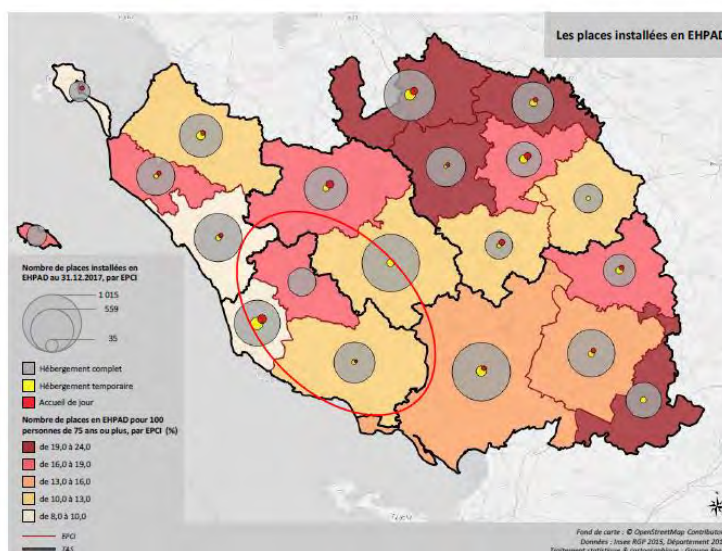 Les places installées en EHPAD
Nombre de places installées en
EHPAD au 31.12.2017, par EPCI
1 015
559
35
Hébergement complet
Hébergement temporaire
Accueil de jour
Nombre de places en EHPAD pour 100
personnes de 75 ans ou plus, par EPCI (%)
de 19,0 à 24,0
de 16,0 à 19,0
de 13,0 à 16,0
de 10,0 à 13,0
de 8,0 à 10,0
EPCI
TAS
Fond de carte : © OpenStreetMap Contributor
Données : Insee RGP 2015, Département 201